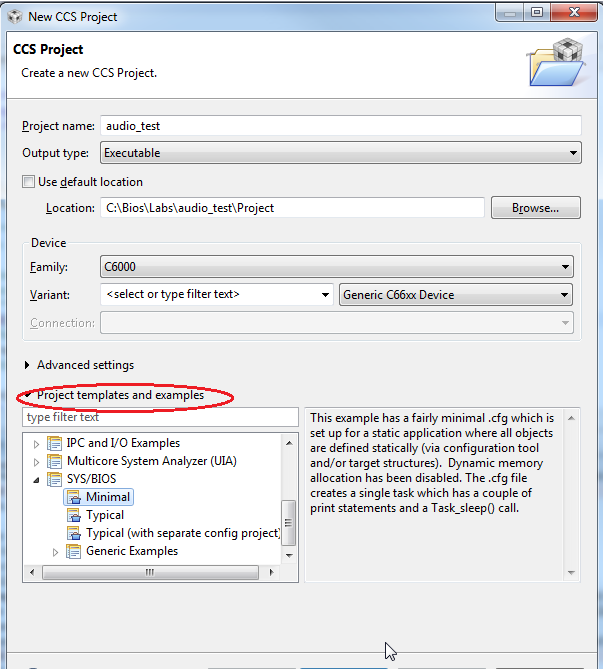 New CCS Project
CCS Project
Create a new CCS Project.
Project name: audio_test
Output type: Executable
Use default location
Location: C:\Bios\Labs\audio_test\Project Browse...
Device
Family: C6000
Variant: <select or type filter text> Generic C66xx Device
Connection:
Advanced settings
Project templates and examples
type filter text
IPC and I/O Examples
Multicore System Analyzer (UIA)
SYS/BIOS
Minimal
Typical
Typical (with separate config project)
Generic Examples
This example has a fairly minimal .cfg which is
set up for a static application where all objects
are defined statically (via configuration tool
and/or target structures).  Dynamic memory
allocation has been disabled. The .cfg file
creates a single task which has a couple of
print statements and a Task_sleep() call.